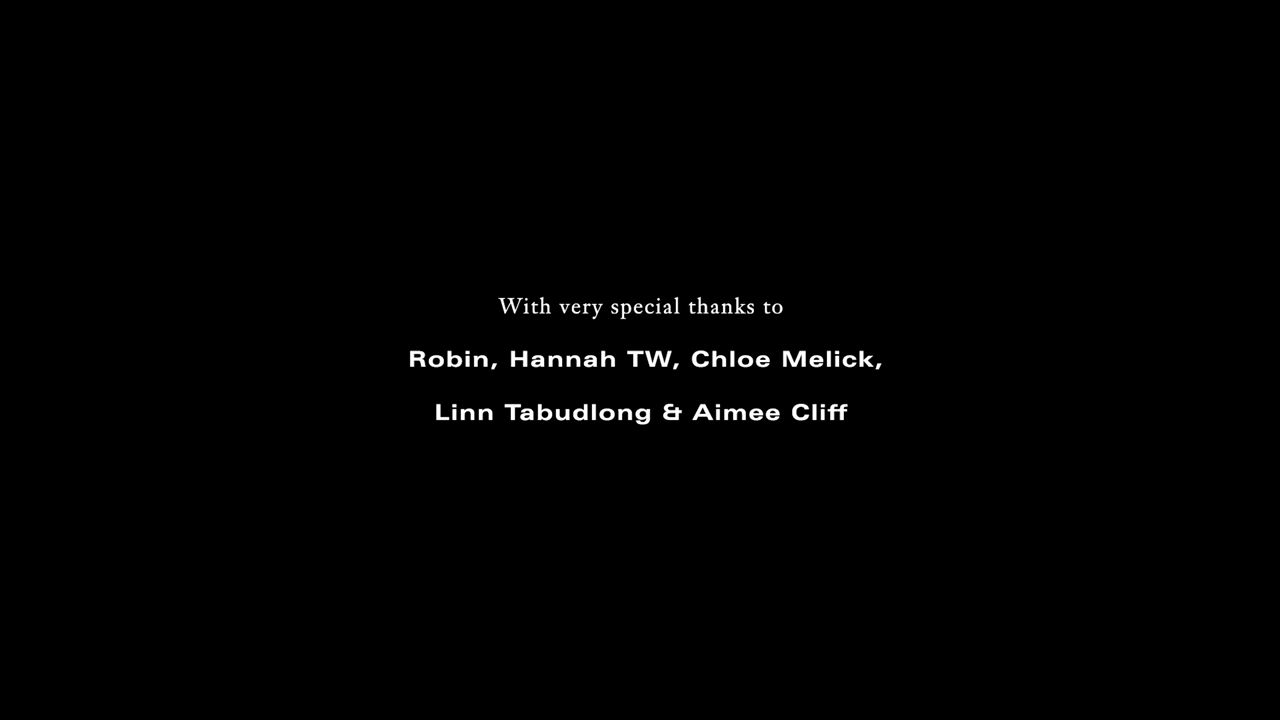 With very special thanks to
Robin, Hannah TW, Chloe Melick,
Linn Tabudlong & Aimee Cliff